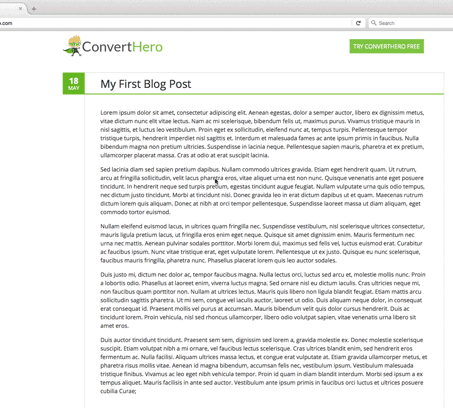 .com
Search
ConvertHero
TRY CONVERTHERO FREE
18
MAY
My First Blog Post
Lorem ipsum dolor sit amet, consectetur adipiscing elit. Aenean egestas, dolor a semper auctor, libero ex dignissim metus,
vitae dictum nunc elit vitae lectus. Nam ac mi scelerisque, bibendum felis ut, maximus purus. Vivamus tristique mauris in
nisl sagittis, et luctus leo vestibulum. Proin eget ex sollicitudin, eleifend nunc at, tempus turpis. Pellentesque tempor
tristique turpis, hendrerit imperdiet nisl sagittis et. Interdum et malesuada fames ac ante ipsum primis in faucibus. Nulla
bibendum magna non pretium ultricies. Suspendisse in lacinia neque. Pellentesque sapien mauris, pharetra et ex pretium,
ullamcorper placerat massa. Cras at odio at erat suscipit lacinia.
Sed lacinia diam sed sapien pretium dapibus. Nullam commodo ultrices gravida. Etiam eget hendrerit quam. Ut rutrum,
arcu at fringilla sollicitudin, velit lacus pharetra eros, vitae aliquet urna est non nunc. Quisque venenatis ante eget posuere
tincidunt. In hendrerit neque sed turpis pretium, egestas tincidunt augue feugiat. Nullam vulputate urna quis odio tempus,
nec dictum justo tincidunt. Morbi at tincidunt nisi. Donec gravida leo in erat dictum dapibus ut et quam. Maecenas rutrum
dictum lorem quis aliquam. Donec at nibh at orci tempor pellentesque. Suspendisse laoreet massa ut diam aliquam, eget
commodo tortor euismod.
Nullam eleifend euismod lacus, in ultrices quam fringilla nec. Suspendisse vestibulum, nisl scelerisque ultrices consectetur,
mauris ligula pretium lacus, ut fringilla eros enim eget neque. Quisque sit amet dignissim enim. Mauris fermentum nec
urna nec mattis. Aenean pulvinar sodales porttitor. Morbi lorem dui, maximus sed felis vel, luctus euismod erat. Curabitur
ac faucibus ipsum. Nunc vitae tristique erat, eget vulputate lorem. Pellentesque ut ex justo. Quisque eu nunc scelerisque,
faucibus mauris fringilla, pharetra nunc. Phasellus placerat lorem quis leo auctor sodales.
Duis justo mi, dictum nec dolor ac, tempor faucibus magna. Nulla lectus orci, luctus sed arcu et, molestie mollis nunc. Proin
a lobortis odio. Phasellus at laoreet enim, viverra luctus magna. Sed ornare nisl eu dictum iaculis. Cras ultricies neque mi,
non faucibus quam porttitor non. Nullam at iaculis tortor. Mauris quis libero non ligula blandit feugiat. Etiam mattis arcu
sollicitudin sagittis pharetra. Ut mi sem, congue vel iaculis auctor, laoreet ut odio. Duis aliquam neque dolor, in consequat
erat consequat id. Praesent mollis vel purus at accumsan. Mauris bibendum velit quis dolor cursus hendrerit. Duis ac
tincidunt lorem. Proin vehicula, nisl sed rhoncus ullamcorper, libero odio volutpat sapien, vitae venenatis urna libero sit
amet eros.
Duis auctor tincidunt tincidunt. Praesent sem sem, dignissim sed lorem a, gravida molestie ex. Donec molestie scelerisque
suscipit. Etiam volutpat nibh a mi ornare, vel faucibus lectus scelerisque. Cras ultrices blandit enim, sed hendrerit eros
fermentum ac. Nulla facilisi. Aliquam ultrices massa lectus, et congue erat vulputate at. Etiam gravida ullamcorper metus, et
pharetra risus mollis vitae. Aenean id magna bibendum, accumsan felis nec, vestibulum ipsum. Vestibulum malesuada
tristique finibus. Vivamus ac leo eget nibh vehicula tempor. Proin id quam in diam blandit interdum. Morbi sed ipsum a ex
tempus aliquet. Mauris facilisis in ante sed auctor. Vestibulum ante ipsum primis in faucibus orci luctus et ultrices posuere
cubilia Curae;